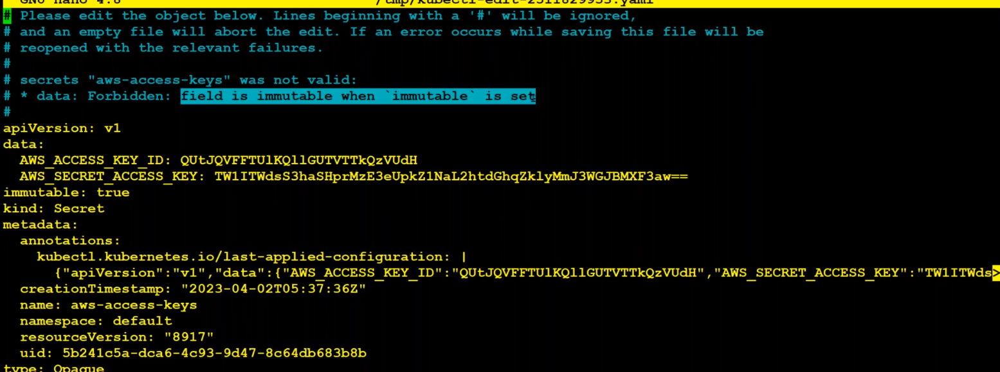 GNU nano 4.8 /tmp/kubectl-edit-2511829953.yaml
# Please edit the object below. Lines beginning with a '#' will be ignored,
# and an empty file will abort the edit. If an error occurs while saving this file will be
# reopened with the relevant failures.
#
# secrets "aws-access-keys" was not valid:
# * data: Forbidden: field is immutable when `immutable` is set
#
apiVersion: v1
data:
AWS_ACCESS_KEY_ID: QUtJQVFFTUlKQllGUTVTTkQzVUdH
AWS_SECRET_ACCESS_KEY: TW1ITWdsS3haSHprMzE3eUpkZ1NaL2htdGhqZklyMmJ3WGJBMXF3aw==
immutable: true
kind: Secret
metadata:
annotations:
kubectl.kubernetes.io/last-applied-configuration: |
{"apiVersion":"v1","data":{"AWS_ACCESS_KEY_ID":"QUtJQVFFTUlKQllGUTVTTkQzVUdH","AWS_SECRET_ACCESS_KEY":"TW1ITWds>
creationTimestamp: "2023-04-02T05:37:36Z"
name: aws-access-keys
namespace: default
resourceVersion: "8917"
uid: 5b241c5a-dca6-4c93-9d47-8c64db683b8b
type: Opaque